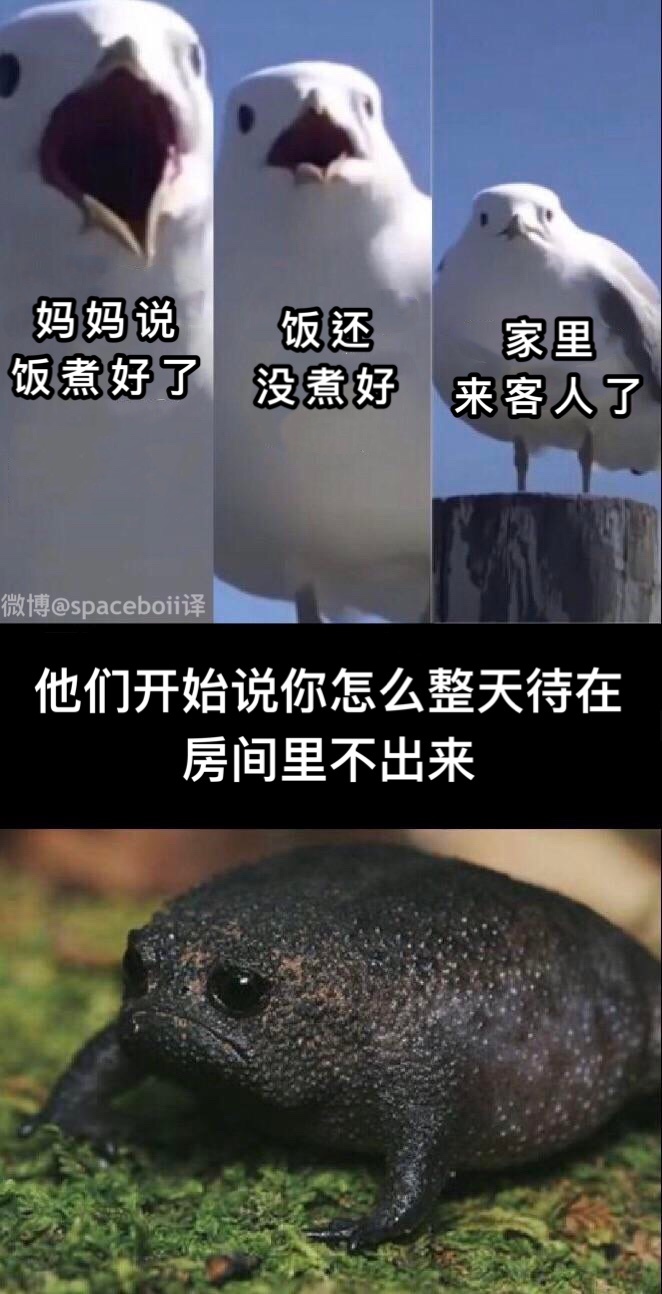 妈妈说
饭煮好了
饭还
没煮好
家里
来客人了
微博@spaceboii译
他们开始说你怎么整天待在
房间里不出来